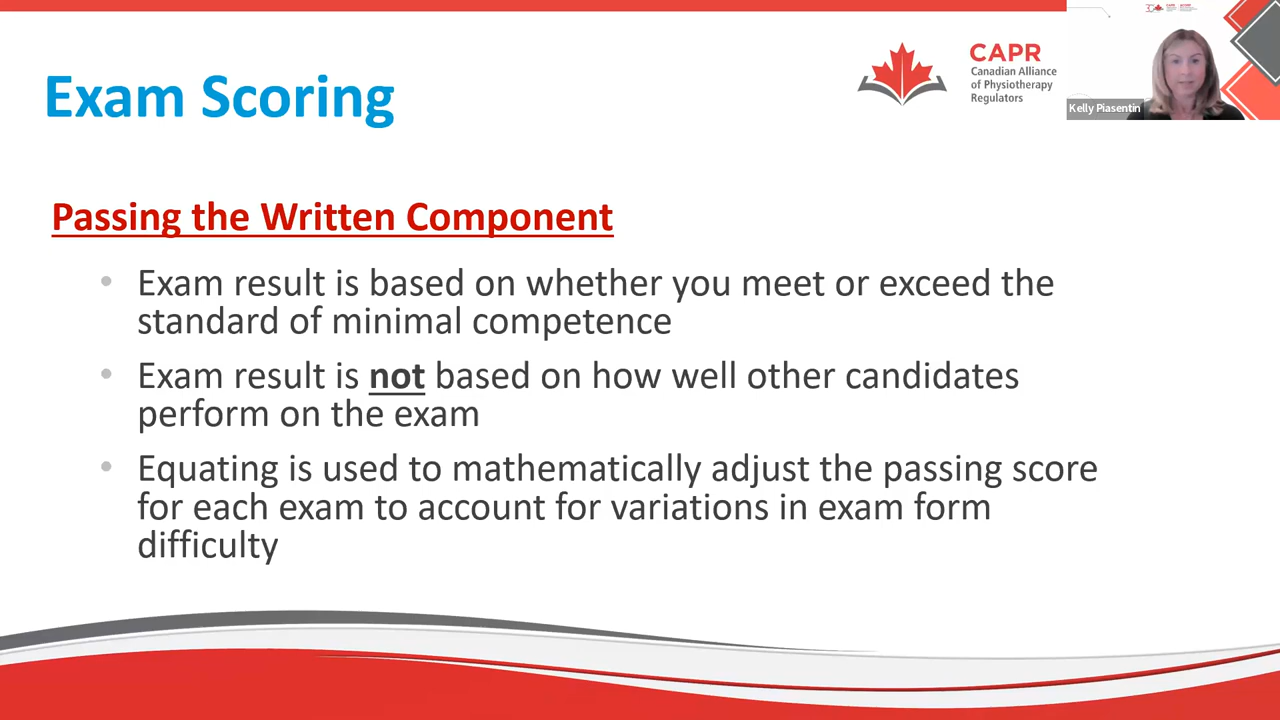 Exam Scoring
CAPR
Canadian Alliance
of Physiotherapy
Regulators
Kelly Piasentin
Passing the Written Component
• Exam result is based on whether you meet or exceed the
standard of minimal competence
• Exam result is not based on how well other candidates
perform on the exam
• Equating is used to mathematically adjust the passing score
for each exam to account for variations in exam form
difficulty